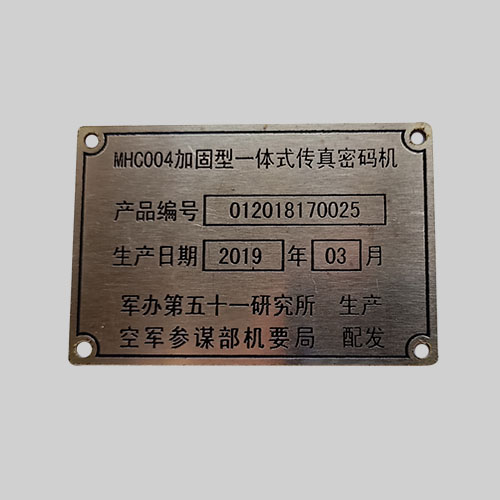 MHC004加固型一体式传真密码机
产品编号 012018170025
生产日期 2019 年 03 月
军办第五十一研究所 生产
空军参谋部机要局 配发